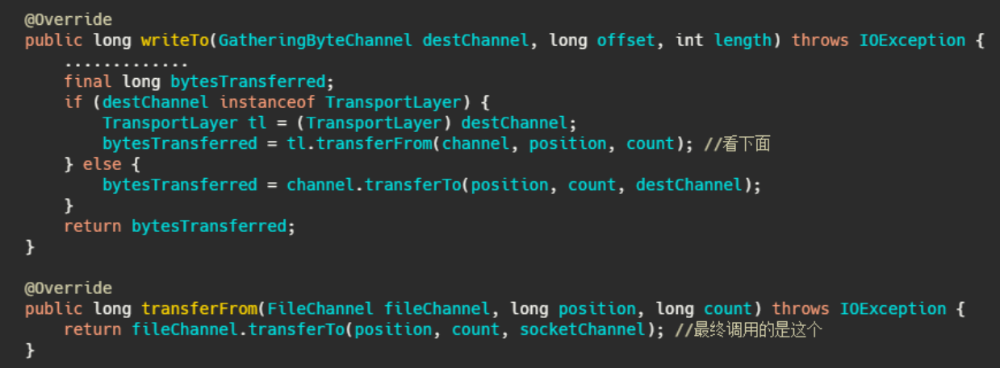 @Override
public long writeTo(GatheringByteChannel destChannel, long offset, int length) throws IOException {
    .............
    final long bytesTransferred;
    if (destChannel instanceof TransportLayer) {
        TransportLayer tl = (TransportLayer) destChannel;
        bytesTransferred = tl.transferFrom(channel, position, count); //看下面
    } else {
        bytesTransferred = channel.transferTo(position, count, destChannel);
    }
    return bytesTransferred;
}

@Override
public long transferFrom(FileChannel fileChannel, long position, long count) throws IOException {
    return fileChannel.transferTo(position, count, socketChannel); //最终调用的是这个
}